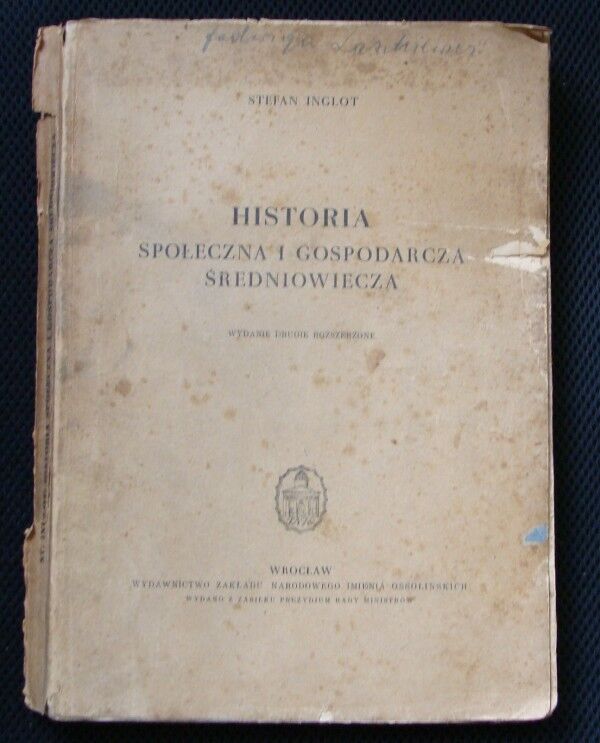 Jadwiga
STEFAN INGLOT
HISTORIA
SPOŁECZNA I GOSPODARCZA
ŚREDNIOWIECZA
WYDANIE DRUGIE ROZSZERZONE
WROCŁAW
WYDAWNICTWO ZAKŁADU NARODOWEGO IMIENIA OSSOLIŃSKICH
WYDANO Z ZASIŁKU PREZYDIUM RADY MINISTRÓW